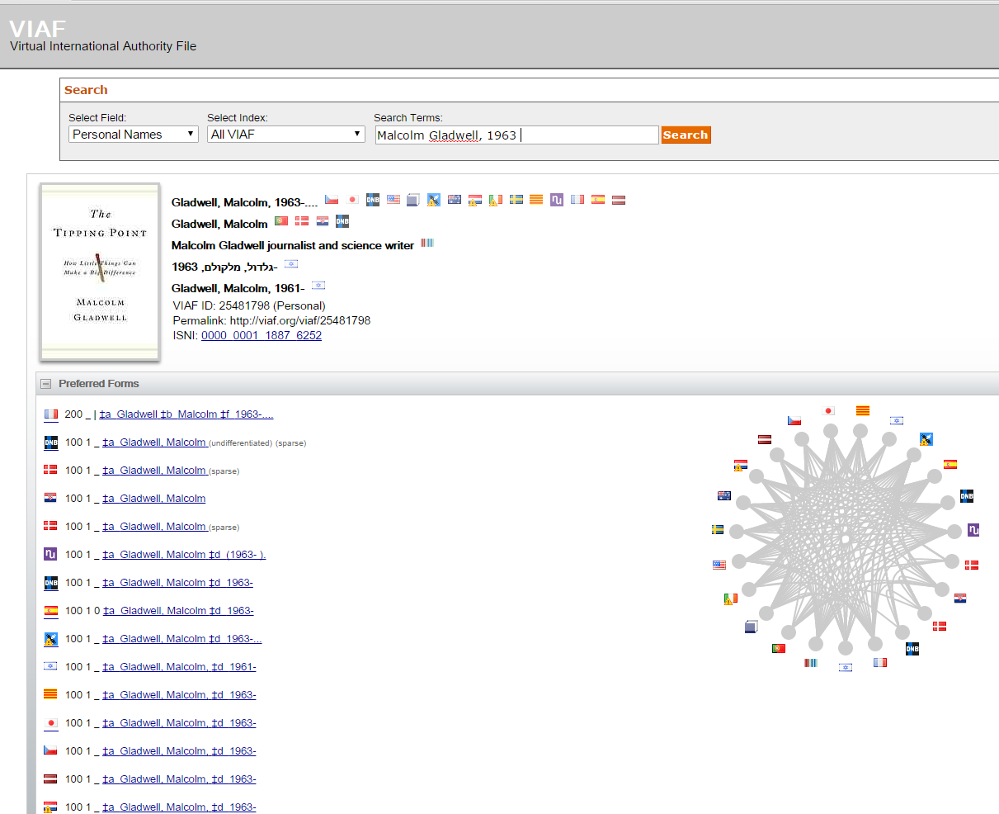 VIAF
Virtual International Authority File
Search
Select Field:
Select Index:
Search Terms:
Personal Names
All VIAF
Malcolm Gladwell, 1963
Search
The
TIPPING POINT
How Little Things Can
Make a Big Difference
MALCOLM
GLADWELL
Gladwell, Malcolm, 1963-....
DNB
Gladwell, Malcolm
DNB
Malcolm Gladwell journalist and science writer
גלדול, מלקולם, 1963-
Gladwell, Malcolm, 1961-
VIAF ID: 25481798 (Personal)
Permalink: http://viaf.org/viaf/25481798
ISNI: 0000 0001 1887 6252
Preferred Forms
200 _ | ‡a Gladwell ‡b Malcolm ‡f 1963-....
DNB 100 1 _ ‡a Gladwell, Malcolm (undifferentiated) (sparse)
100 1 _ ‡a Gladwell, Malcolm (sparse)
100 1 _ ‡a Gladwell, Malcolm
100 1 _ ‡a Gladwell, Malcolm (sparse)
100 1 _ ‡a Gladwell, Malcolm ‡d (1963- ).
DNB 100 1 _ ‡a Gladwell, Malcolm ‡d 1963-
100 1 0 ‡a Gladwell, Malcolm ‡d 1963-
100 1 _ ‡a Gladwell, Malcolm ‡d 1963-...
100 1 _ ‡a Gladwell, Malcolm, ‡d 1961-
100 1 _ ‡a Gladwell, Malcolm, ‡d 1963-
100 1 _ ‡a Gladwell, Malcolm, ‡d 1963-
100 1 _ ‡a Gladwell, Malcolm, ‡d 1963-
100 1 _ ‡a Gladwell, Malcolm, ‡d 1963-
100 1 _ ‡a Gladwell, Malcolm, ‡d 1963-
DNB
DNB